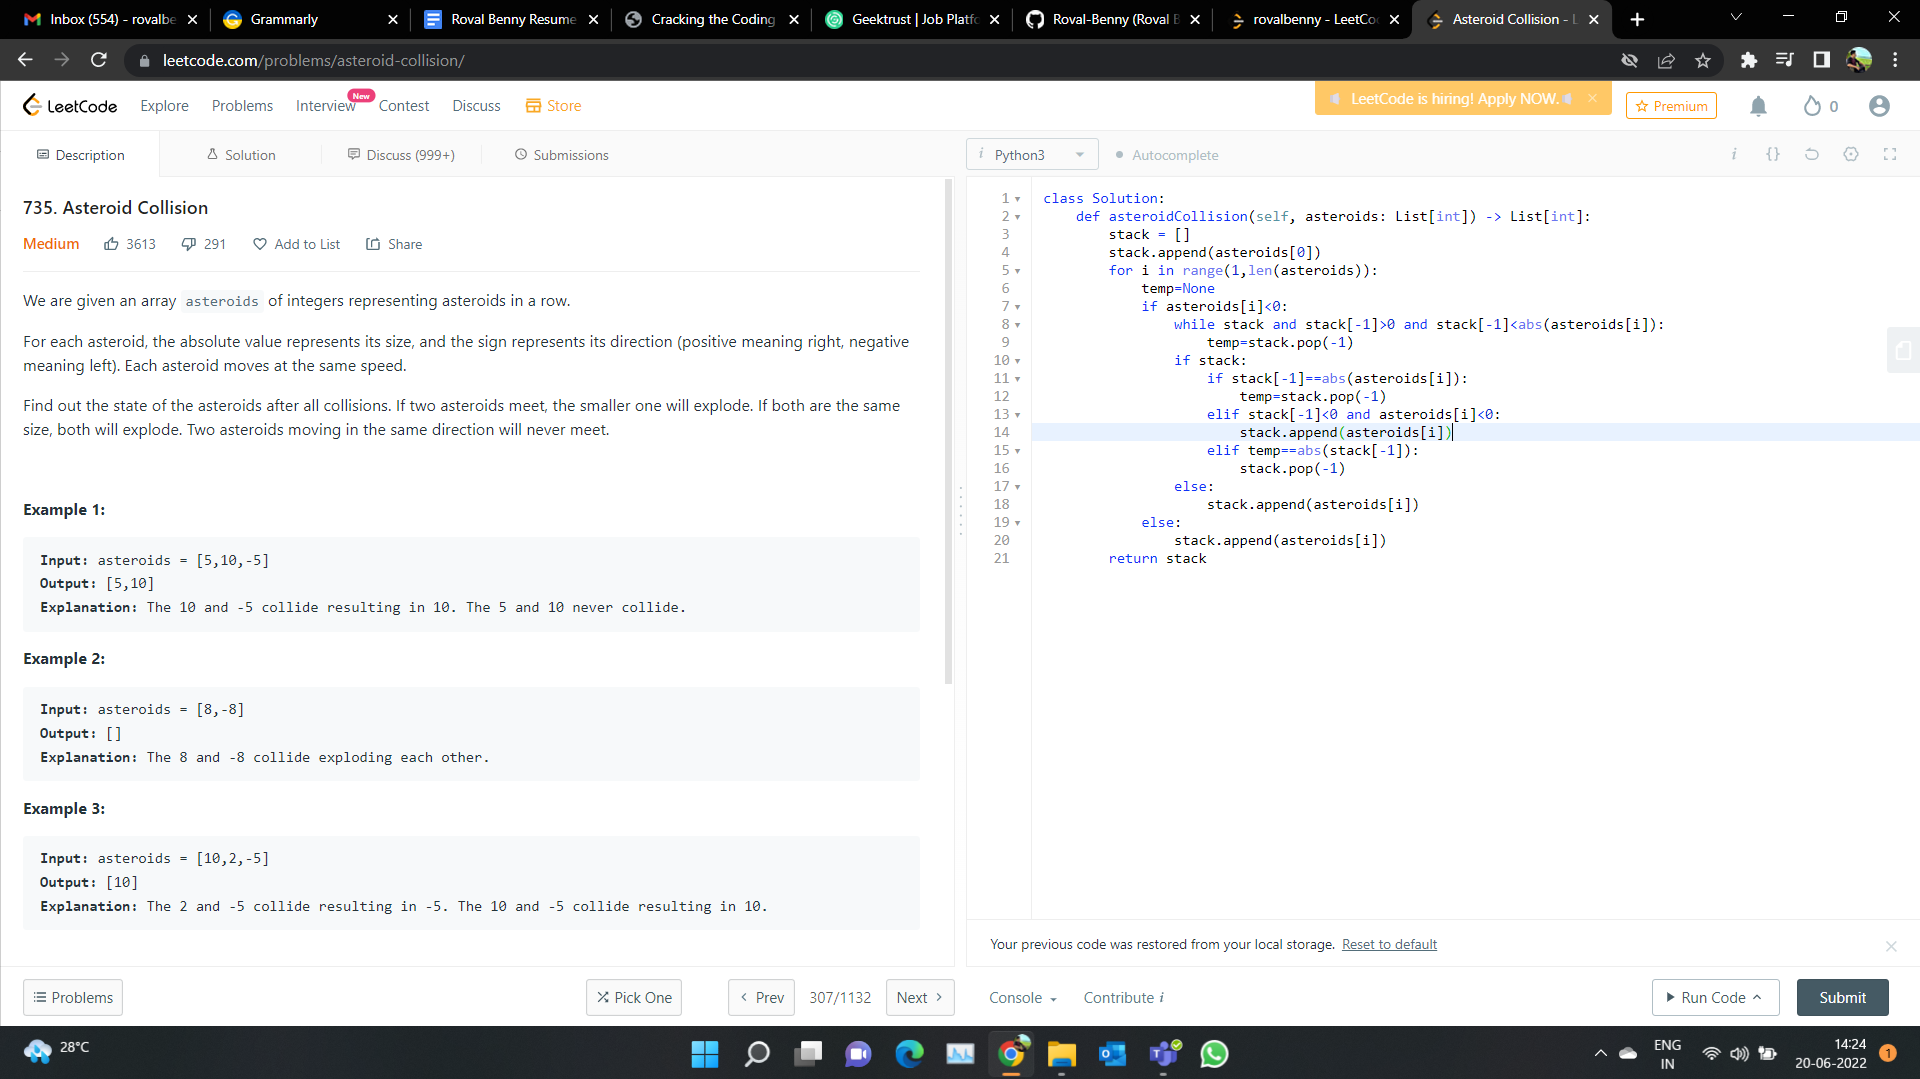 Inbox (554) - rovalbe
Grammarly
Roval Benny Resume
Cracking the Coding
Geektrust | Job Platfo
Roval-Benny (Roval B
rovalbenny - LeetCo
Asteroid Collision - L
leetcode.com/problems/asteroid-collision/
LeetCode
Explore
Problems
Interview
New
Contest
Discuss
Store
LeetCode is hiring! Apply NOW.
Premium
0
Description
Solution
Discuss (999+)
Submissions
i Python3
Autocomplete
735. Asteroid Collision
Medium
3613
291
Add to List
Share
We are given an array asteroids of integers representing asteroids in a row.
For each asteroid, the absolute value represents its size, and the sign represents its direction (positive meaning right, negative
meaning left). Each asteroid moves at the same speed.
Find out the state of the asteroids after all collisions. If two asteroids meet, the smaller one will explode. If both are the same
size, both will explode. Two asteroids moving in the same direction will never meet.
Example 1:
Input: asteroids = [5,10,-5]
Output: [5,10]
Explanation: The 10 and -5 collide resulting in 10. The 5 and 10 never collide.
Example 2:
Input: asteroids = [8,-8]
Output: []
Explanation: The 8 and -8 collide exploding each other.
Example 3:
Input: asteroids = [10,2,-5]
Output: [10]
Explanation: The 2 and -5 collide resulting in -5. The 10 and -5 collide resulting in 10.
1 class Solution:
2 def asteroidCollision(self, asteroids: List[int]) -> List[int]:
3 stack = []
4 stack.append(asteroids[0])
5 for i in range(1,len(asteroids)):
6 temp=None
7 if asteroids[i]<0:
8 while stack and stack[-1]>0 and stack[-1]<abs(asteroids[i]):
9 temp=stack.pop(-1)
10 if stack:
11 if stack[-1]==abs(asteroids[i]):
12 temp=stack.pop(-1)
13 elif stack[-1]<0 and asteroids[i]<0:
14 stack.append(asteroids[i])
15 elif temp==abs(stack[-1]):
16 stack.pop(-1)
17 else:
18 stack.append(asteroids[i])
19 else:
20 stack.append(asteroids[i])
21 return stack
Your previous code was restored from your local storage. Reset to default
Problems
Pick One
Prev
307/1132
Next
Console
Contribute i
Run Code
Submit
28°C
ENG
IN
14:24
20-06-2022
1